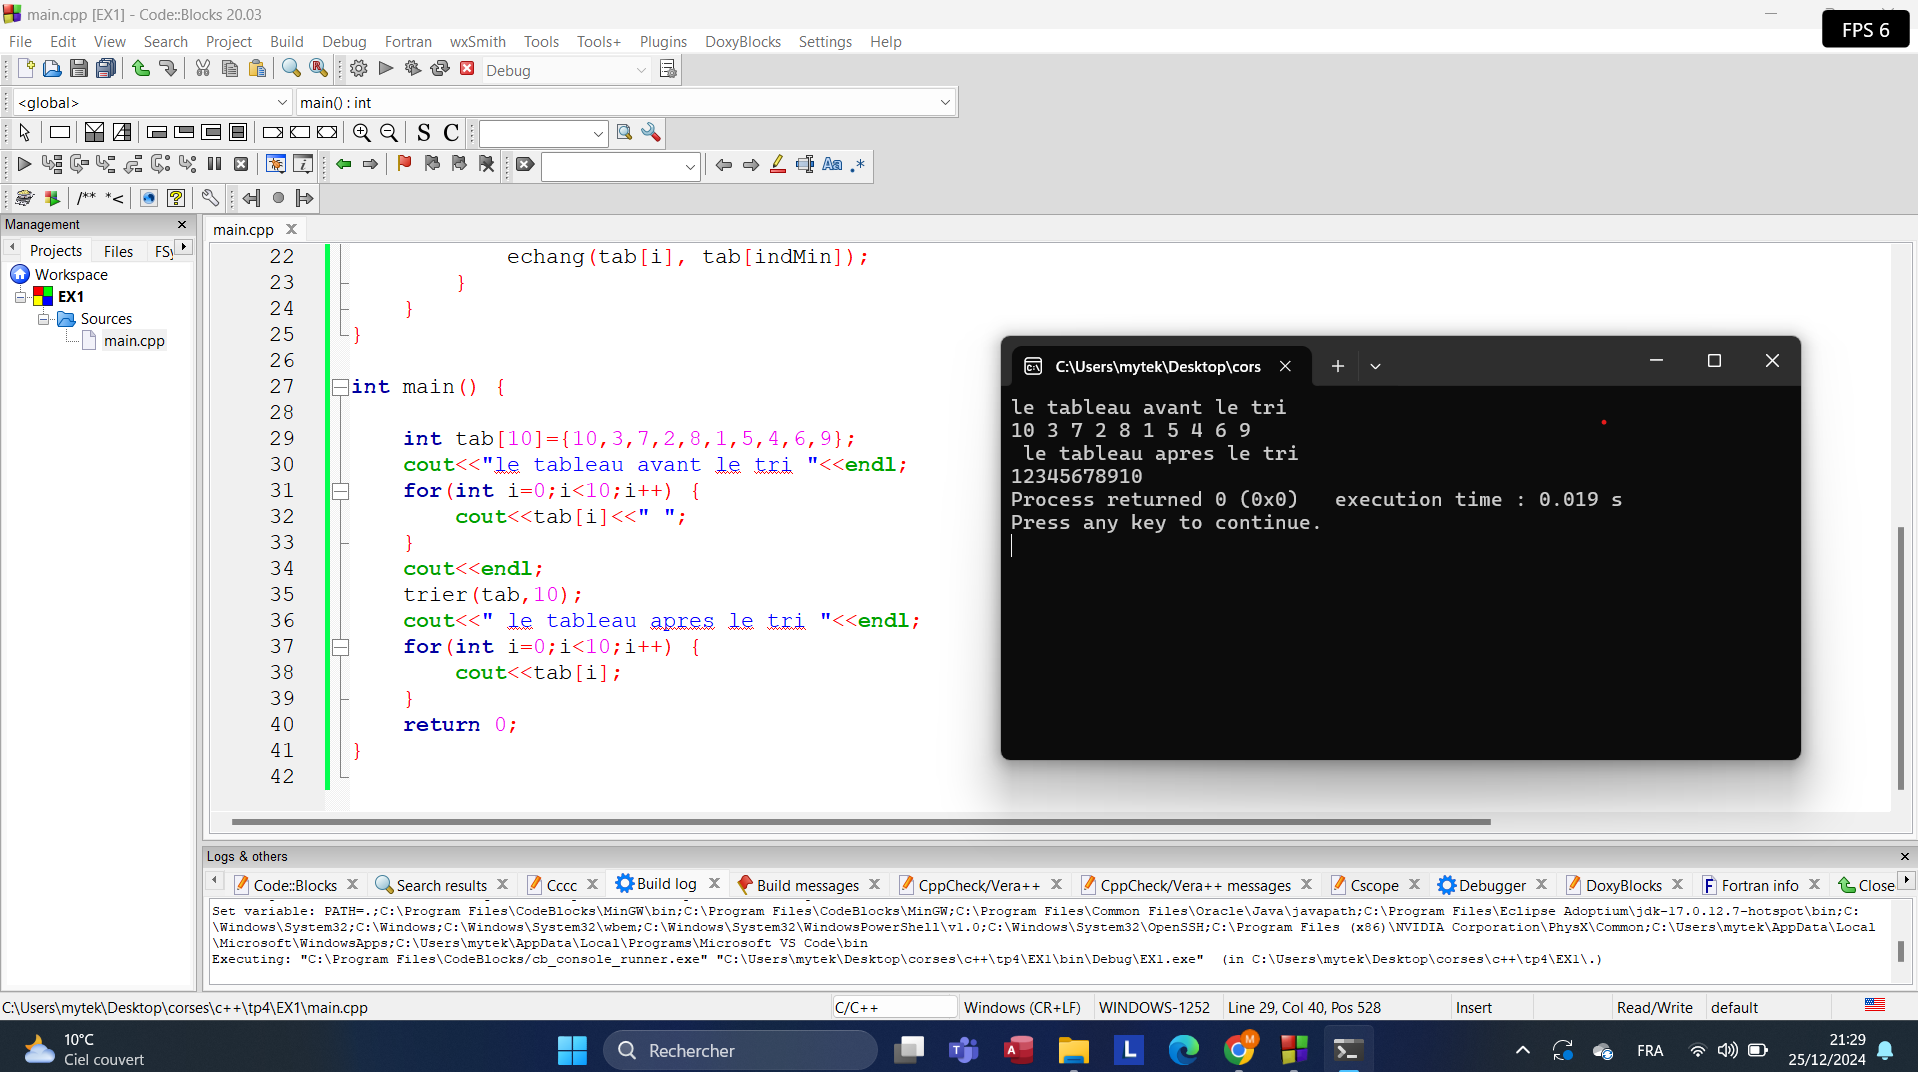 main.cpp [EX1] - Code::Blocks 20.03
FPS 6
File Edit View Search Project Build Debug Fortran wxSmith Tools Tools+ Plugins DoxyBlocks Settings Help
Debug
<global> main() : int
S C
Aa .*
/** *<
Management
main.cpp
Projects Files FSy
Workspace
EX1
Sources
main.cpp
22 echang(tab[i], tab[indMin]);
23 }
24 }
25 }
26
27 int main() {
28
29 int tab[10]={10,3,7,2,8,1,5,4,6,9};
30 cout<<"le tableau avant le tri "<<endl;
31 for(int i=0;i<10;i++) {
32 cout<<tab[i]<<" ";
33 }
34 cout<<endl;
35 trier(tab,10);
36 cout<<" le tableau apres le tri "<<endl;
37 for(int i=0;i<10;i++) {
38 cout<<tab[i];
39 }
40 return 0;
41 }
42
C:\Users\mytek\Desktop\cors
le tableau avant le tri
10 3 7 2 8 1 5 4 6 9
le tableau apres le tri
12345678910
Process returned 0 (0x0) execution time : 0.019 s
Press any key to continue.
Logs & others
Code::Blocks Search results Cccc Build log Build messages CppCheck/Vera++ CppCheck/Vera++ messages Cscope Debugger DoxyBlocks Fortran info Close
Set variable: PATH=.;C:\Program Files\CodeBlocks\MinGW\bin;C:\Program Files\CodeBlocks\MinGW;C:\Program Files\Common Files\Oracle\Java\javapath;C:\Program Files\Eclipse Adoptium\jdk-17.0.12.7-hotspot\bin;C:
\Windows\System32;C:\Windows;C:\Windows\System32\wbem;C:\Windows\System32\WindowsPowerShell\v1.0;C:\Windows\System32\OpenSSH;C:\Program Files (x86)\NVIDIA Corporation\PhysX\Common;C:\Users\mytek\AppData\Local
\Microsoft\WindowsApps;C:\Users\mytek\AppData\Local\Programs\Microsoft VS Code\bin
Executing: "C:\Program Files\CodeBlocks/cb_console_runner.exe" "C:\Users\mytek\Desktop\corses\c++\tp4\EX1\bin\Debug\EX1.exe" (in C:\Users\mytek\Desktop\corses\c++\tp4\EX1\.)
C:\Users\mytek\Desktop\corses\c++\tp4\EX1\main.cpp C/C++ Windows (CR+LF) WINDOWS-1252 Line 29, Col 40, Pos 528 Insert Read/Write default
10°C
Ciel couvert
Rechercher
FRA
21:29
25/12/2024